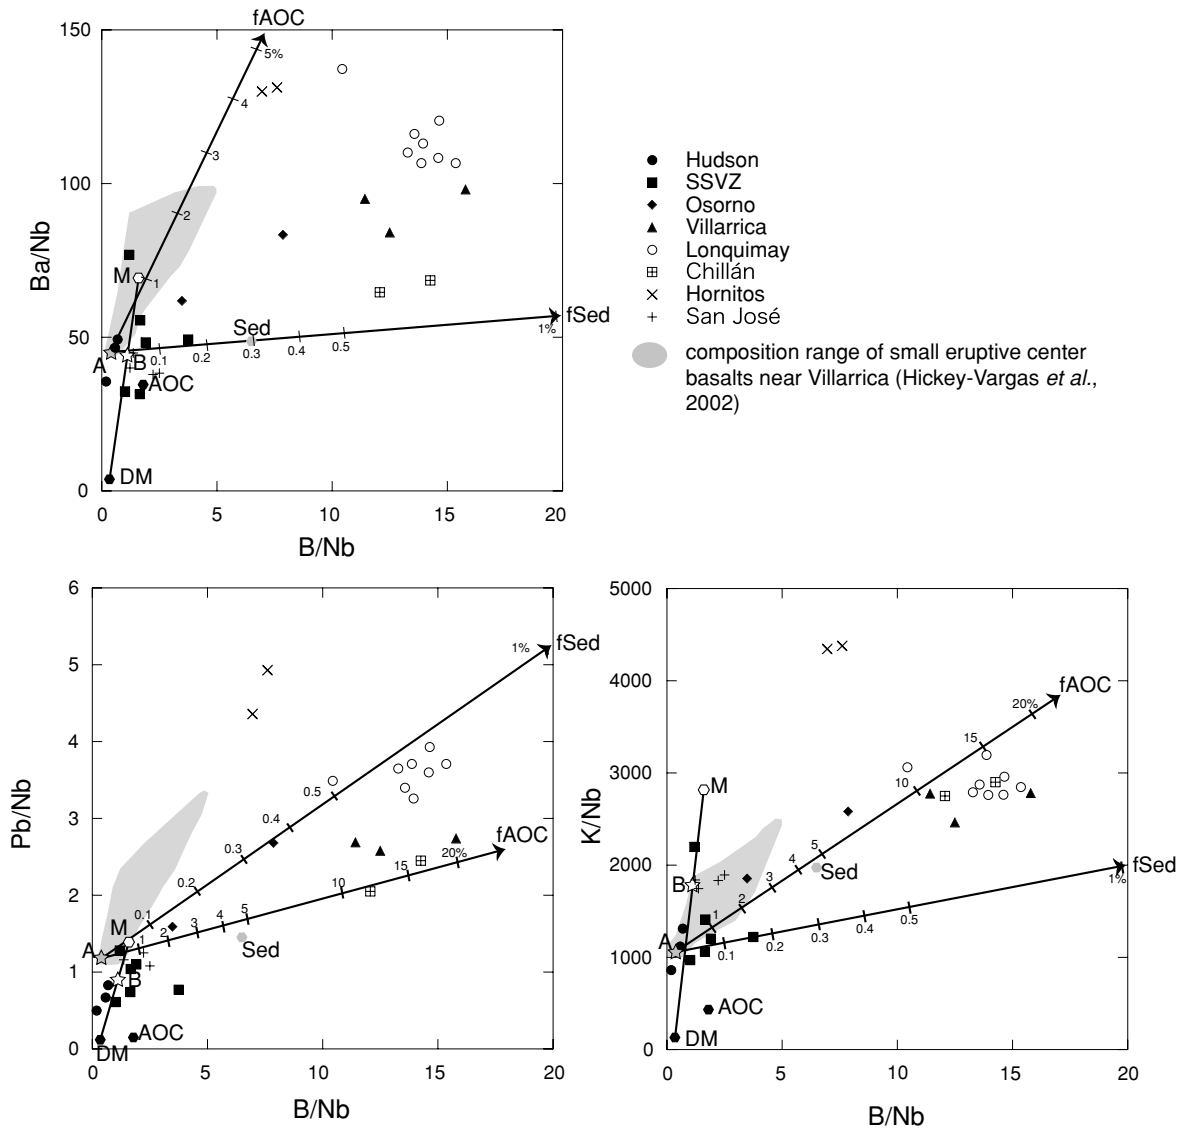 fAOC
150
5%
4
3
100
2
M
1
Ba/Nb
50
Sed
fSed
1%
A
B
0.1
0.2
0.3
0.4
0.5
AOC
DM
0
0
5
10
15
20
B/Nb
Hudson
SSVZ
Osorno
Villarrica
Lonquimay
Chillán
Hornitos
San José
composition range of small eruptive center
basalts near Villarrica (Hickey-Vargas et al.,
2002)
6
1%
fSed
5
4
0.5
0.4
Pb/Nb
3
0.3
fAOC
20%
15
0.2
10
2
0.1
5
4
3
2
M
1
A
Sed
1
B
AOC
DM
0
0
5
10
15
20
B/Nb
5000
fAOC
4000
20%
15
M
3000
10
K/Nb
5
4
Sed
fSed
2000
3
1%
B
2
1
A
0.5
0.4
0.3
0.2
0.1
1000
AOC
DM
0
0
5
10
15
20
B/Nb